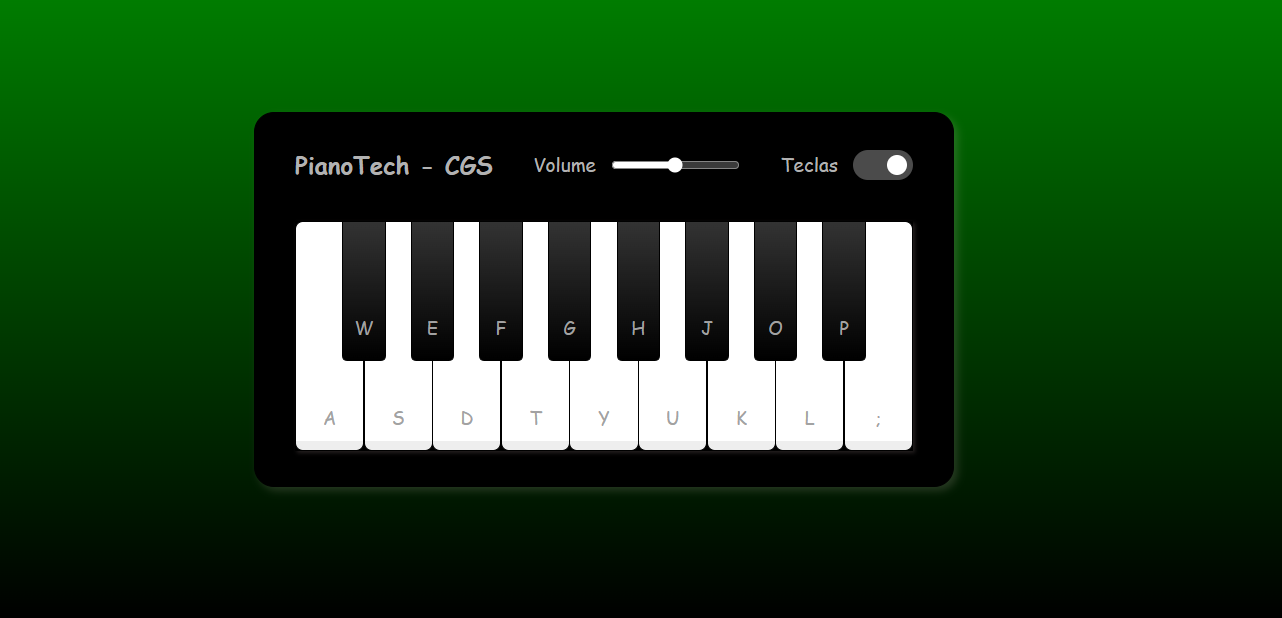 PianoTech - CGS Volume Teclas
W E F G H J O P
A S D T Y U K L ;